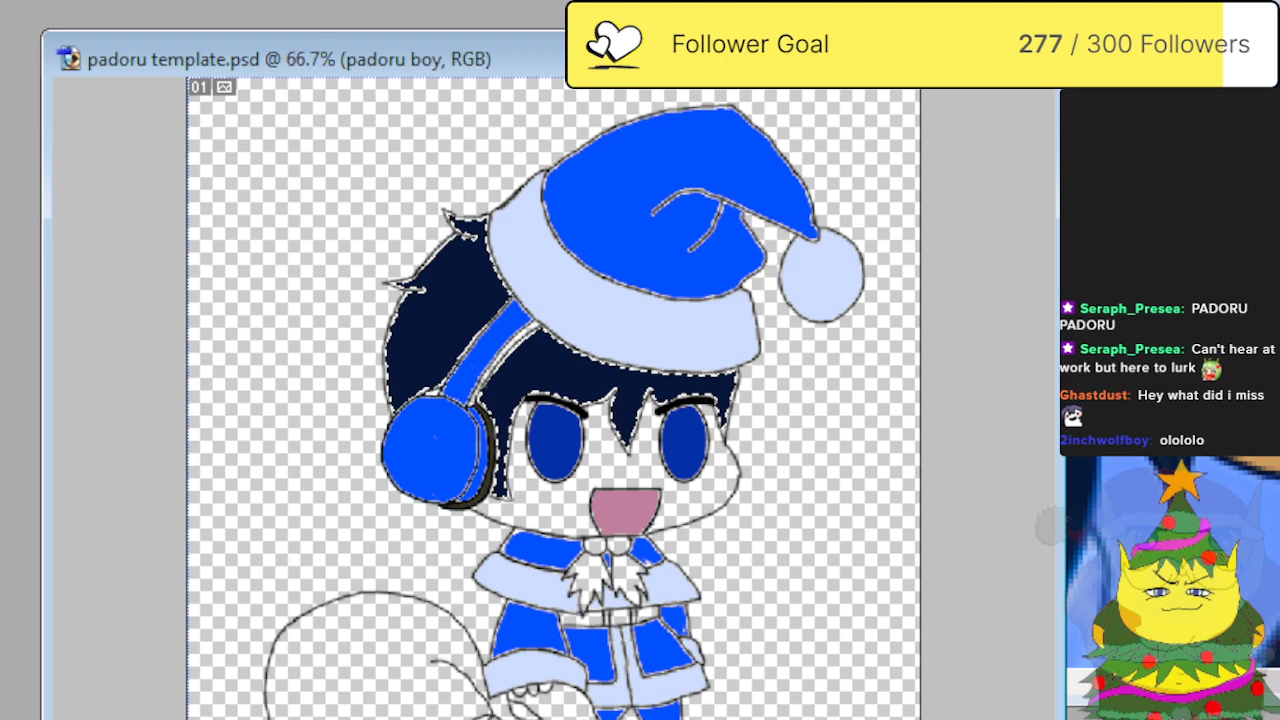 Follower Goal 277 / 300 Followers
padoru template.psd @ 66.7% (padoru boy, RGB)
01
Seraph_Presea: PADORU
PADORU
Seraph_Presea: Can't hear at
work but here to lurk
Ghastdust: Hey what did i miss
2inchwolfboy: olololo